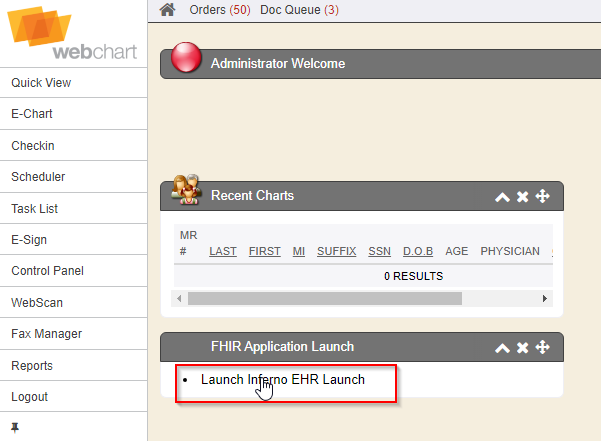 webchart
Orders (50) Doc Queue (3)
Quick View
E-Chart
Checkin
Scheduler
Task List
E-Sign
Control Panel
WebScan
Fax Manager
Reports
Logout
Administrator Welcome
Recent Charts
MR
# LAST FIRST MI SUFFIX SSN D.O.B AGE PHYSICIAN
0 RESULTS
FHIR Application Launch
• Launch Inferno EHR Launch